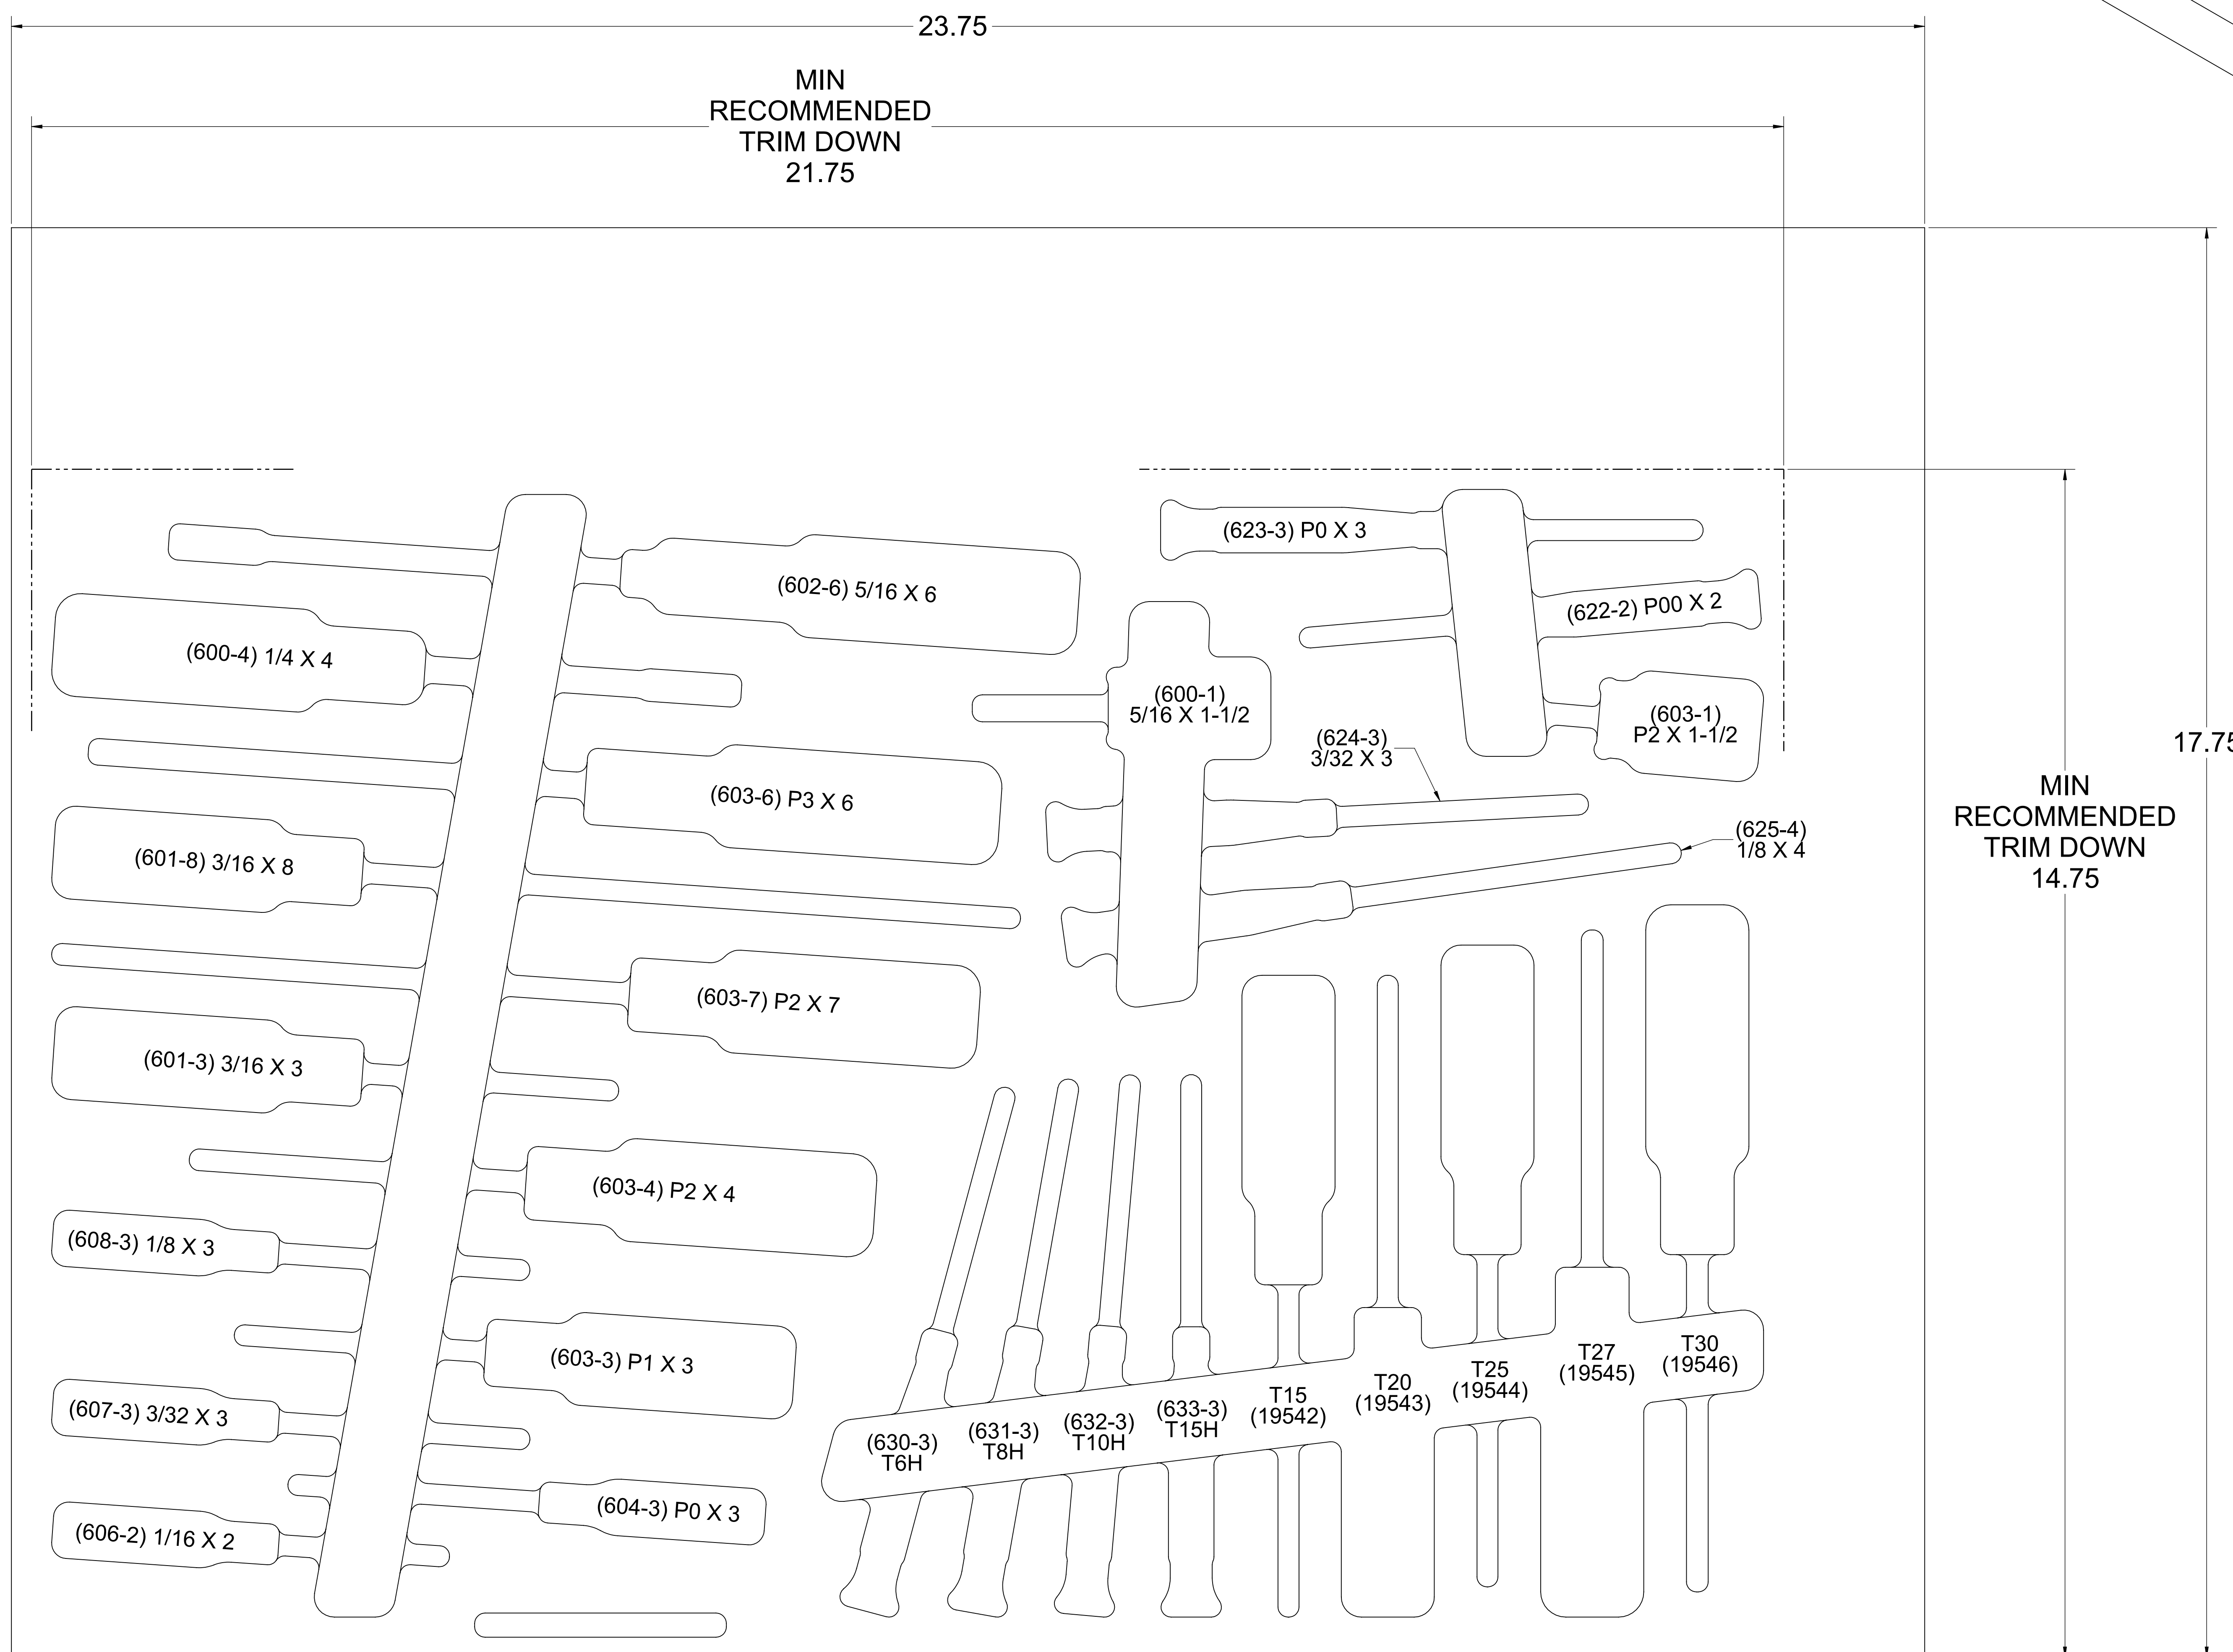 23.75
MIN
RECOMMENDED
TRIM DOWN
21.75
(602-6) 5/16 X 6
(600-4) 1/4 X 4
(603-6) P3 X 6
(601-8) 3/16 X 8
(603-7) P2 X 7
(601-3) 3/16 X 3
(603-4) P2 X 4
(608-3) 1/8 X 3
(603-3) P1 X 3
(607-3) 3/32 X 3
(604-3) P0 X 3
(606-2) 1/16 X 2
(623-3) P0 X 3
(622-2) P00 X 2
(600-1)
5/16 X 1-1/2
(603-1)
P2 X 1-1/2
(624-3)
3/32 X 3
(625-4)
1/8 X 4
(630-3)
T6H
(631-3)
T8H
(632-3)
T10H
(633-3)
T15H
T15
(19542)
T20
(19543)
T25
(19544)
T27
(19545)
T30
(19546)
MIN
RECOMMENDED
TRIM DOWN
14.75
17.75